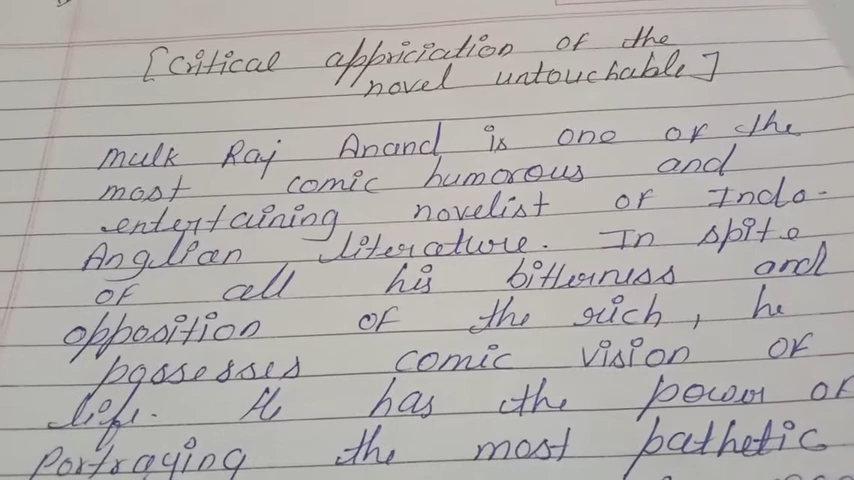 [Critical appriciation of the
novel untouchable]
Mulk Raj Anand is one of the
most comic humorous and
entertaining novelist of Indo-
Anglian literature. In spite
of all his bitterness and
opposition of the rich, he
possesses comic vision of
life. He has the power of
Portraying the most pathetic